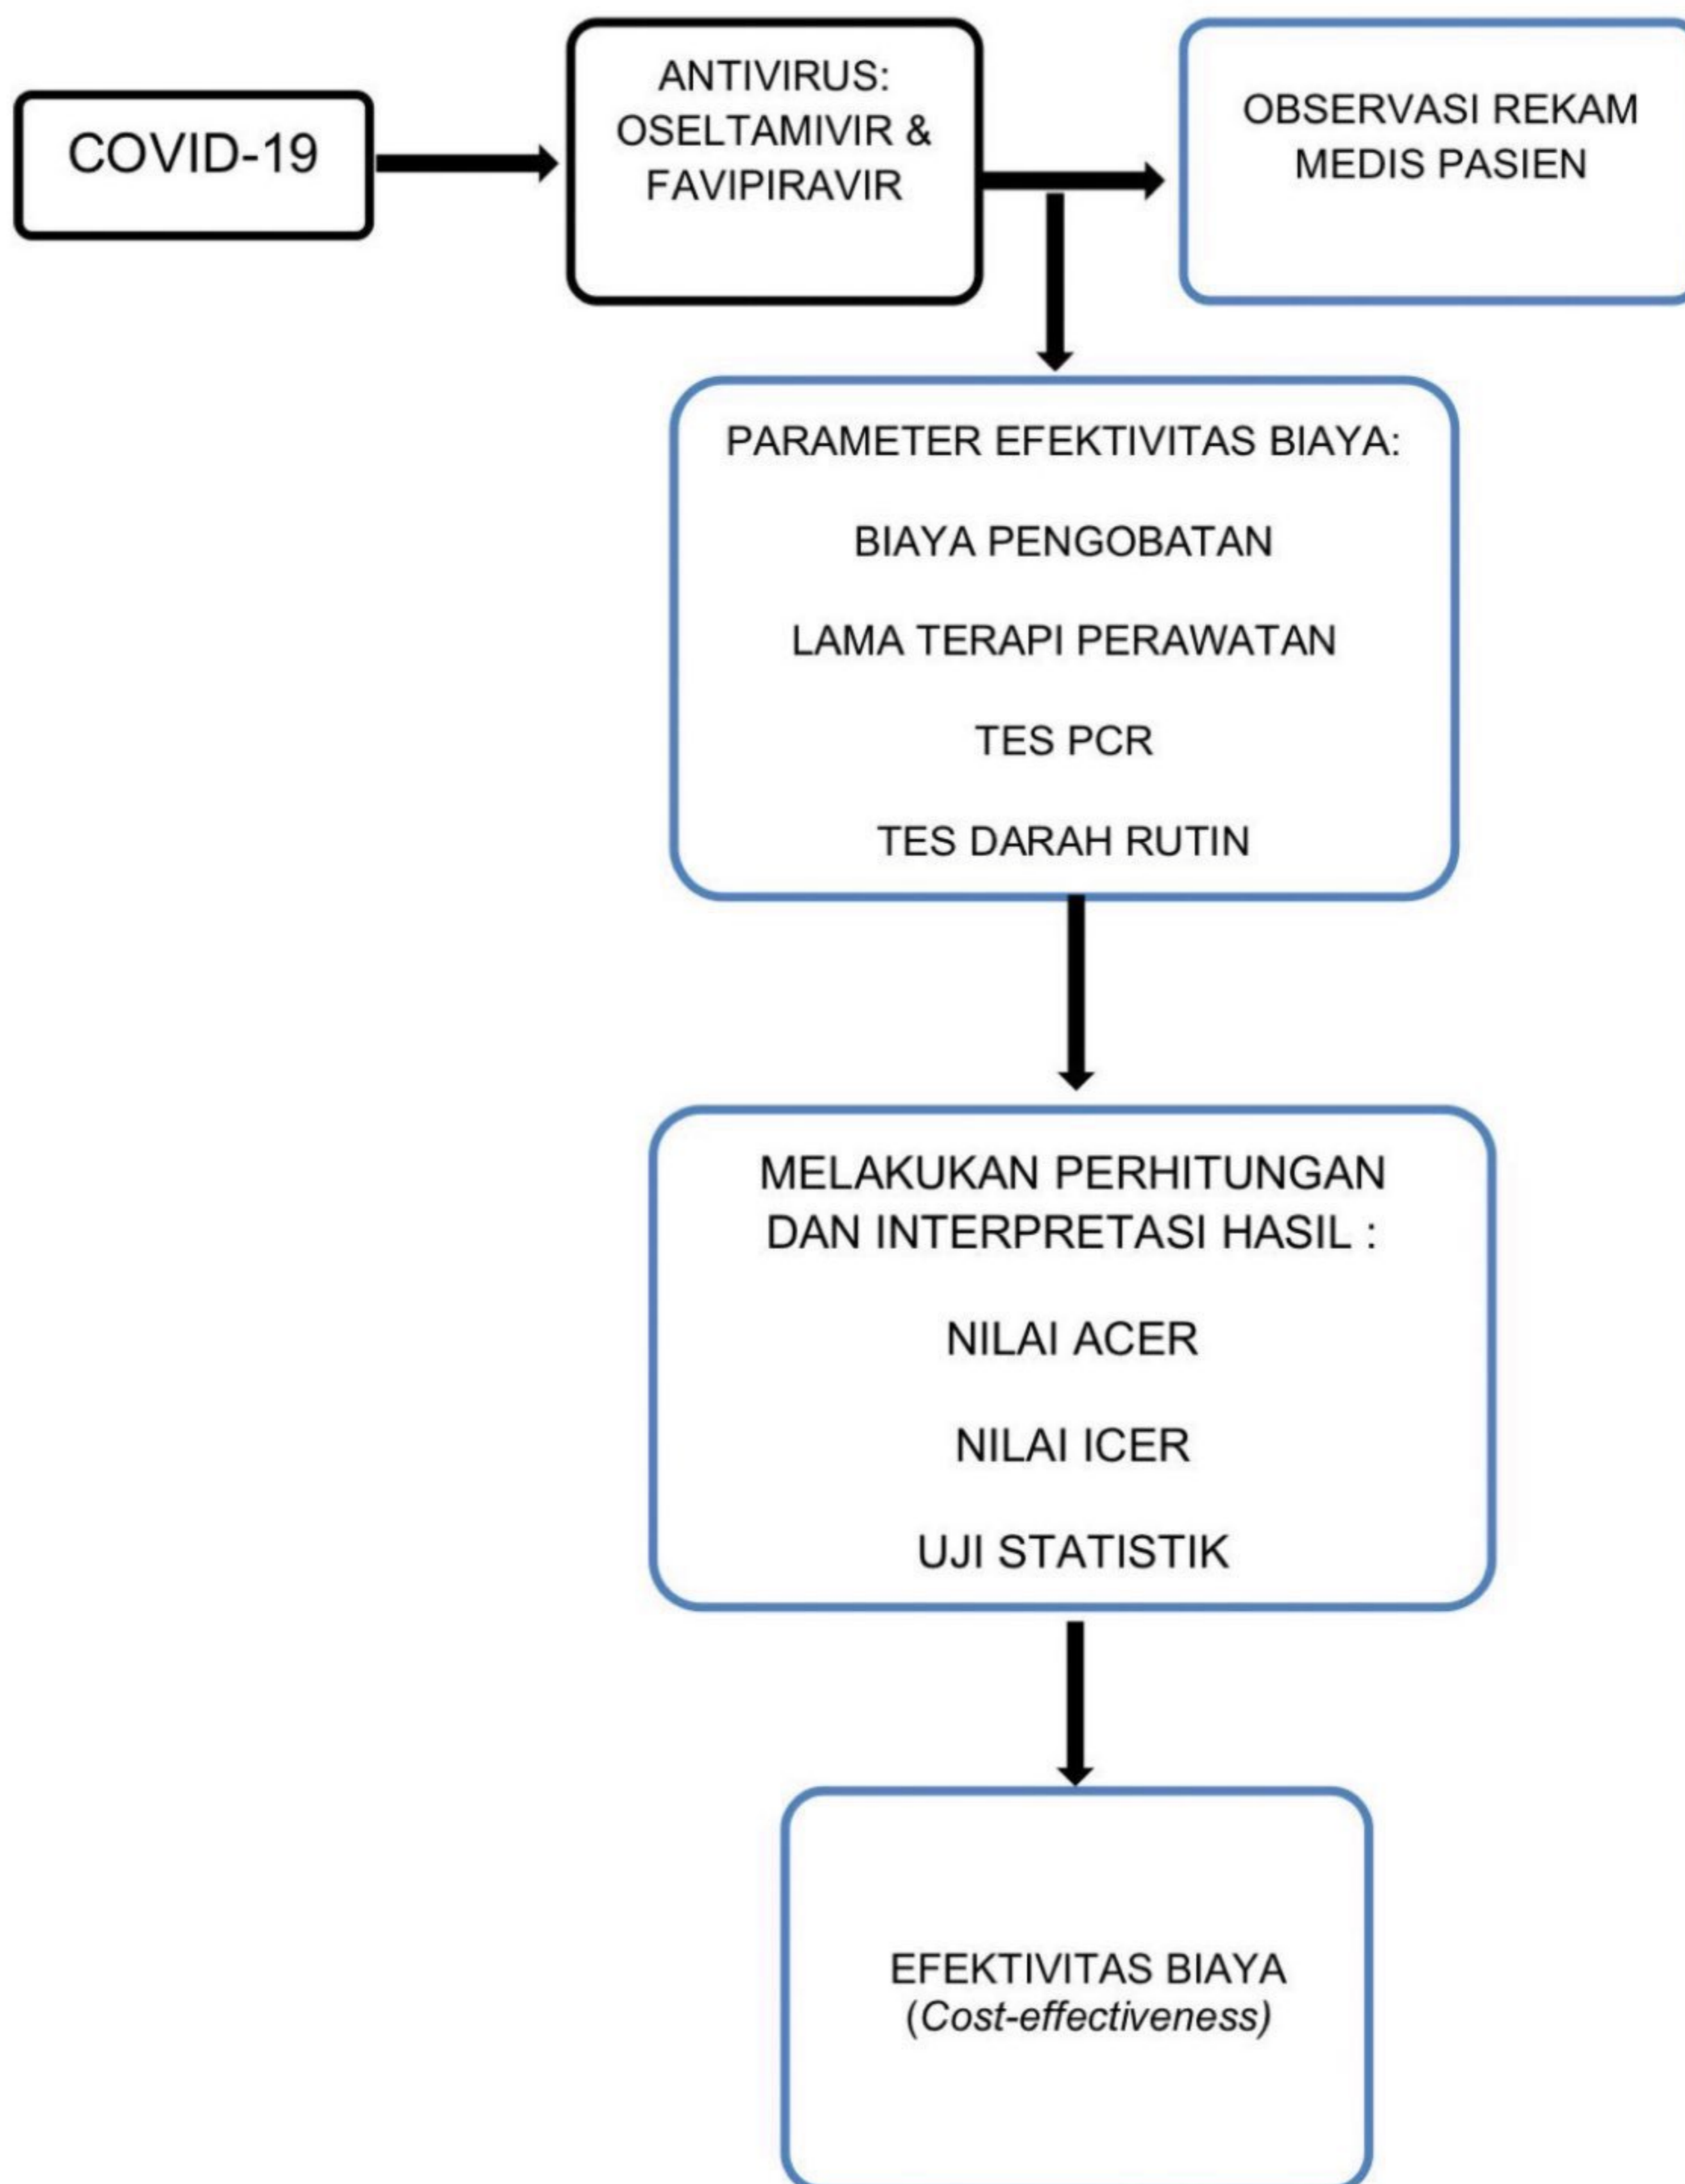 COVID-19
ANTIVIRUS:
OSELTAMIVIR &
FAVIPIRAVIR
OBSERVASI REKAM
MEDIS PASIEN
PARAMETER EFEKTIVITAS BIAYA:
BIAYA PENGOBATAN
LAMA TERAPI PERAWATAN
TES PCR
TES DARAH RUTIN
MELAKUKAN PERHITUNGAN
DAN INTERPRETASI HASIL :
NILAI ACER
NILAI ICER
UJI STATISTIK
EFEKTIVITAS BIAYA
(Cost-effectiveness)